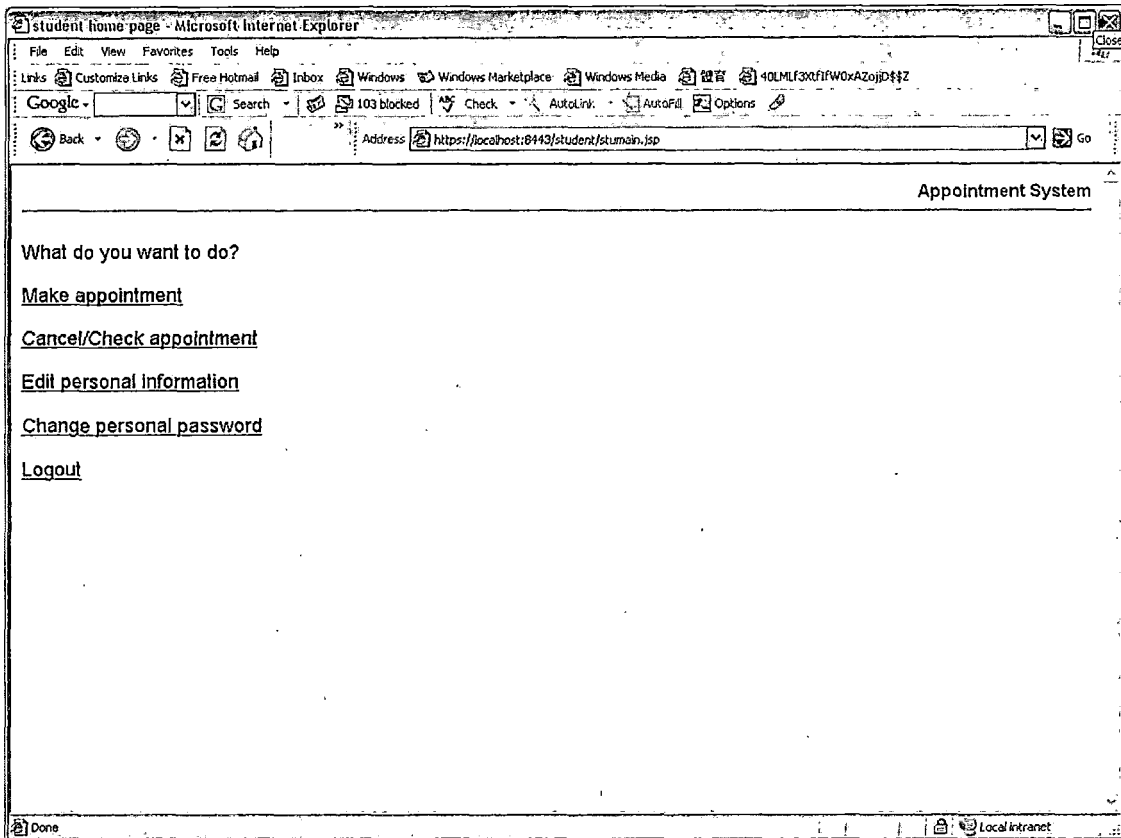 student home page - Microsoft Internet Explorer
Close
File Edit View Favorites Tools Help
Links Customize Links Free Hotmail Inbox Windows Windows Marketplace Windows Media
Google Search 103 blocked Check AutoLink AutoFill Options
Back Address https://localhost:8443/student/stumain.jsp Go
Appointment System
What do you want to do?
Make appointment
Cancel/Check appointment
Edit personal information
Change personal password
Logout
Done Local intranet